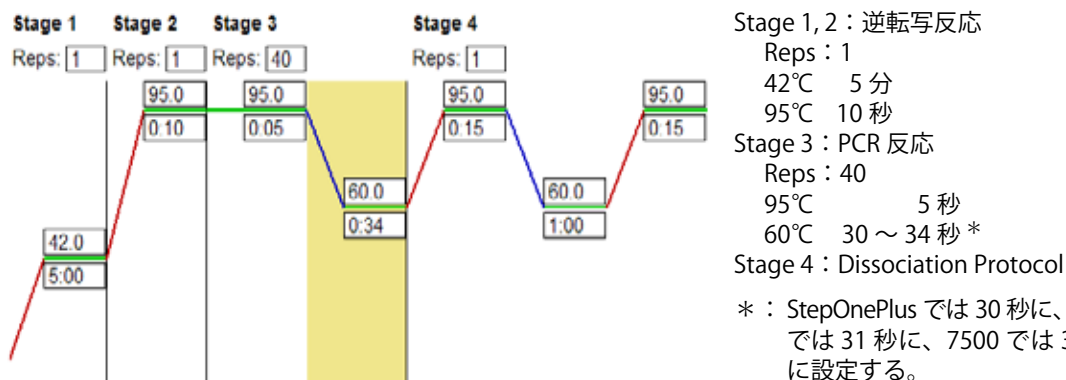 Stage 1
Stage 2
Stage 3
Stage 4
Reps: 1
Reps: 1
Reps: 40
Reps: 1
95.0
0:10
95.0
0:05
95.0
0:15
95.0
0:15
60.0
0:34
60.0
1:00
42.0
5:00
Stage 1, 2：逆転写反応
Reps：1
42℃ 5 分
95℃ 10 秒
Stage 3：PCR 反応
Reps：40
95℃ 5 秒
60℃ 30 ～ 34 秒 *
Stage 4：Dissociation Protocol
*： StepOnePlus では 30 秒に、
では 31 秒に、7500 では
に設定する。